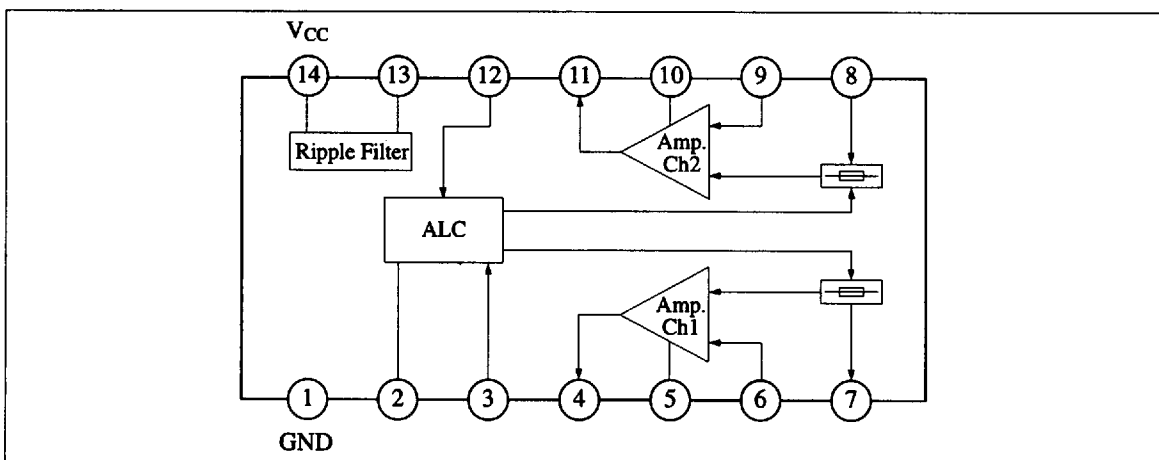 VCC
14 13 12 11 10 9 8
Ripple Filter
Amp.
Ch2
ALC
Amp.
Ch1
1 2 3 4 5 6 7
GND